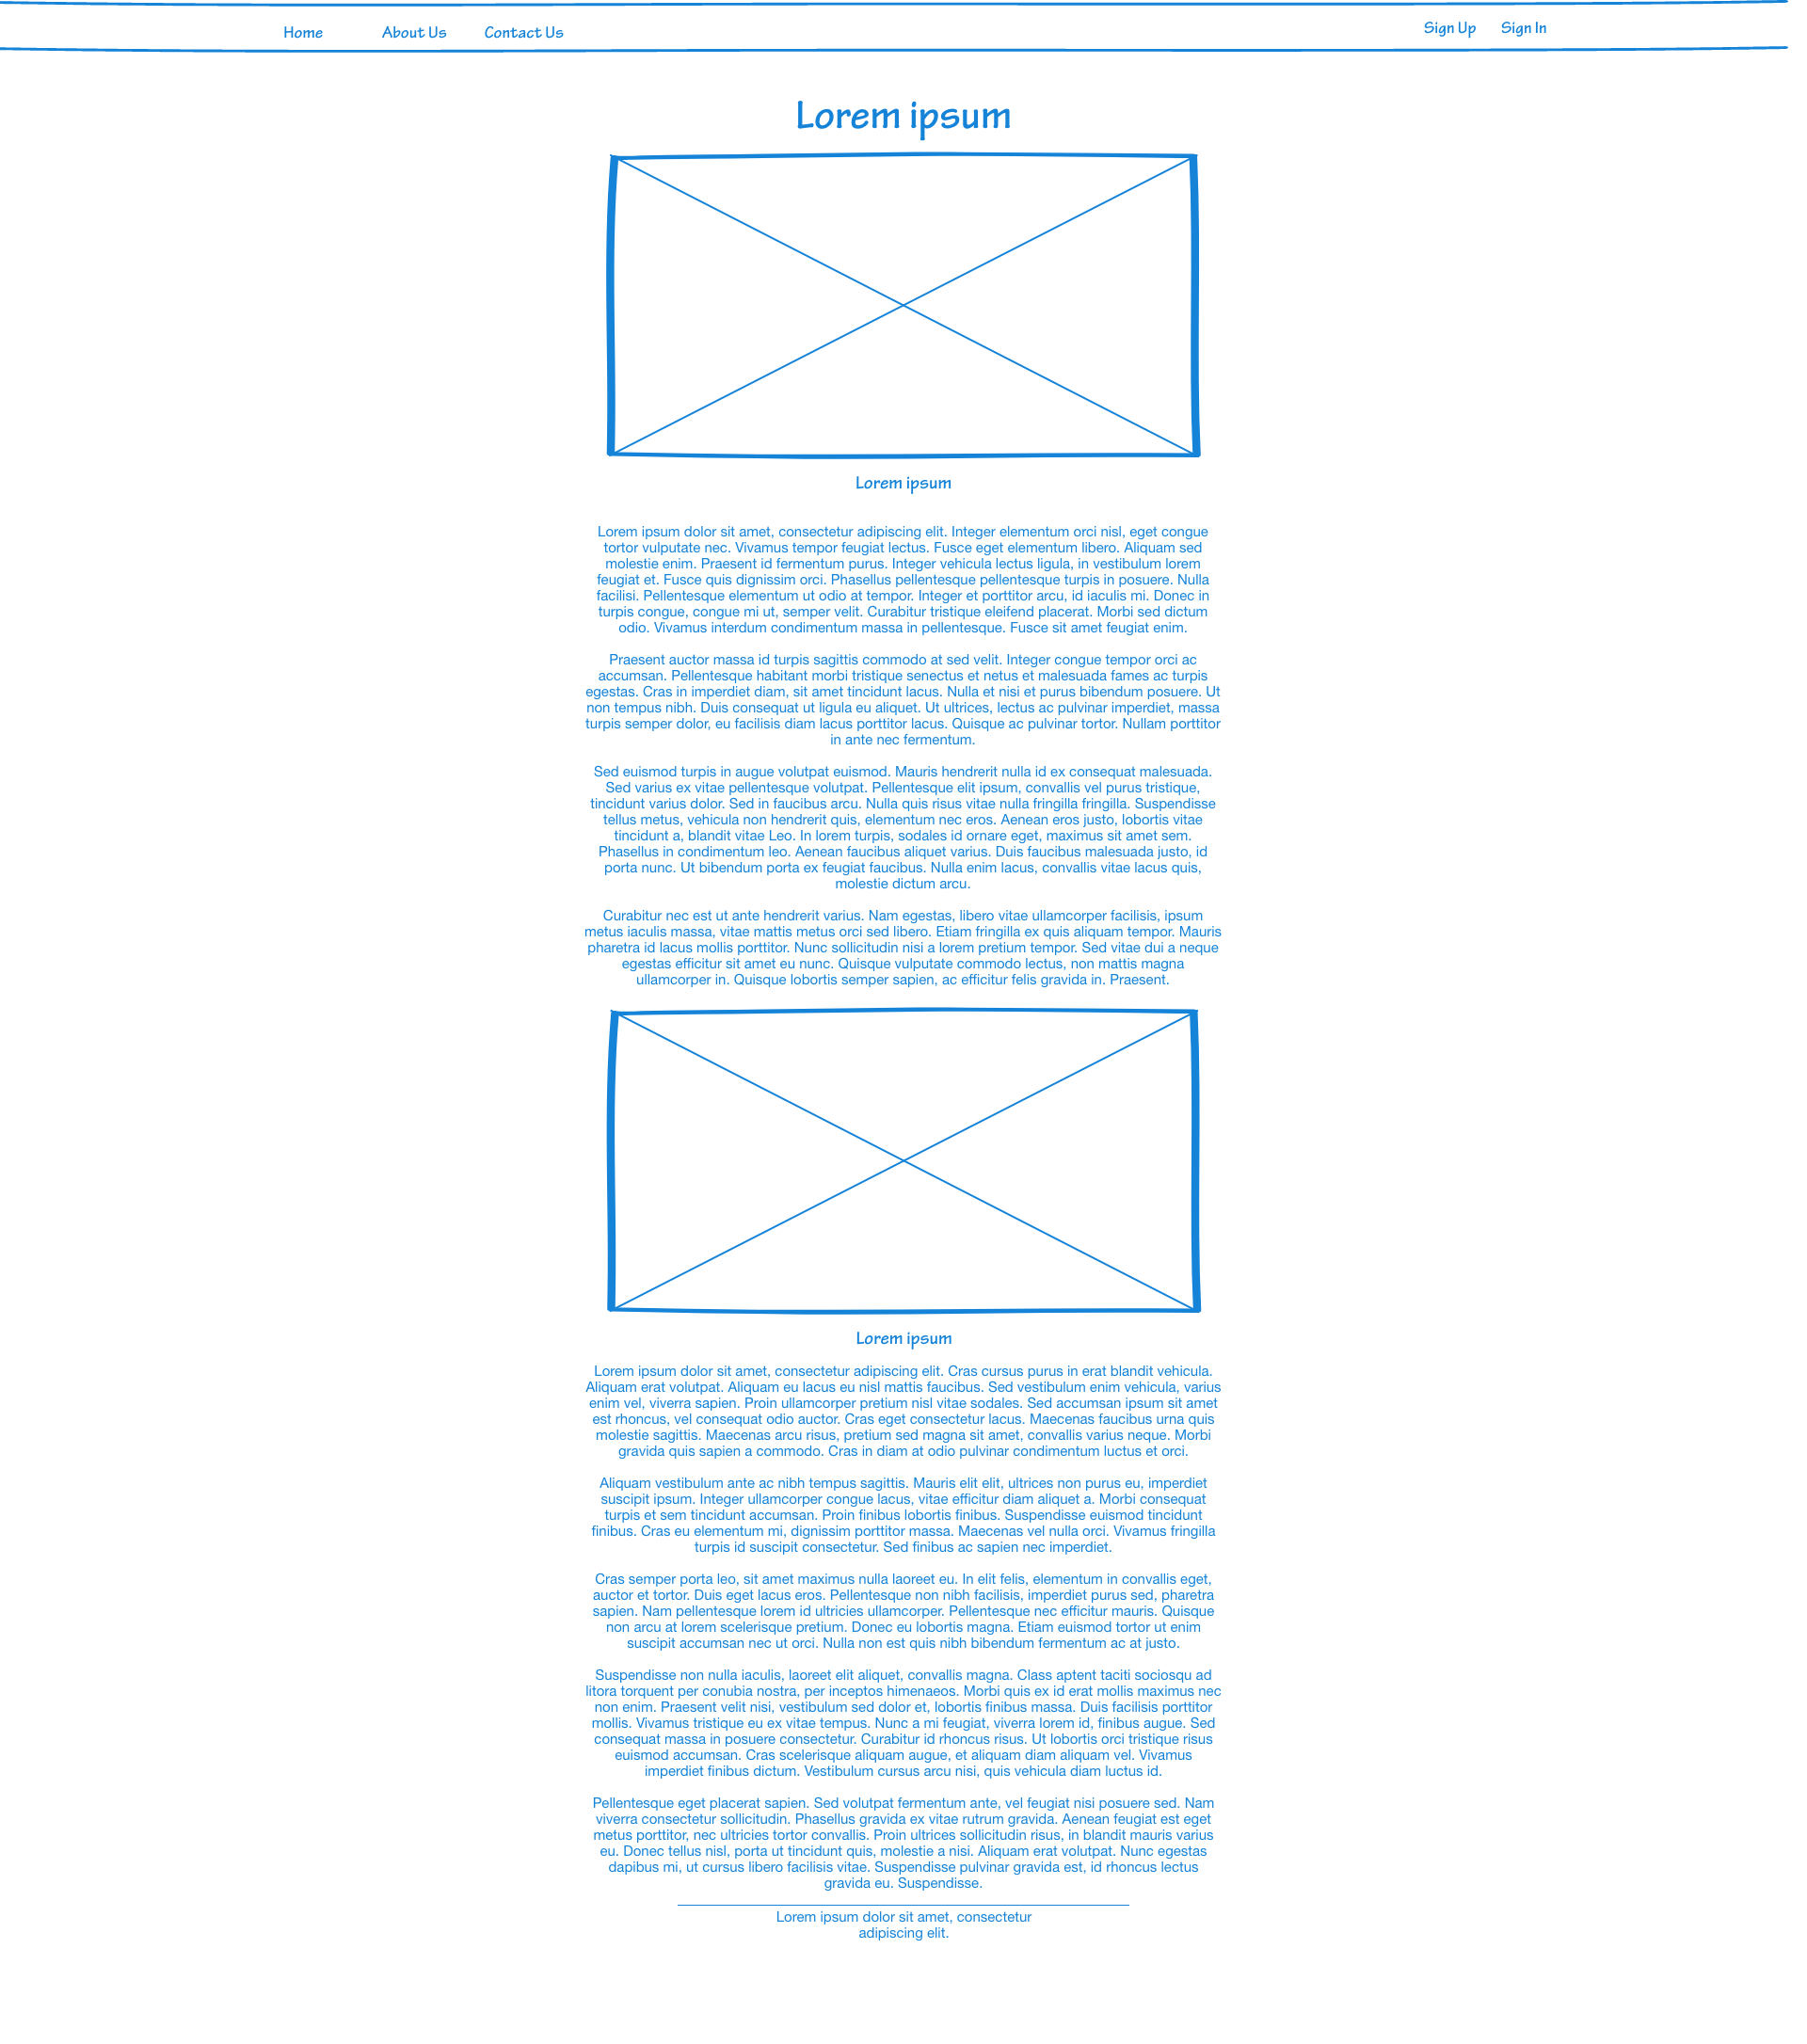 Home About Us Contact Us Sign Up Sign In
Lorem ipsum
Lorem ipsum
Lorem ipsum dolor sit amet, consectetur adipiscing elit. Integer elementum orci nisl, eget congue
tortor vulputate nec. Vivamus tempor feugiat lectus. Fusce eget elementum libero. Aliquam sed
molestie enim. Praesent id fermentum purus. Integer vehicula lectus ligula, in vestibulum lorem
feugiat et. Fusce quis dignissim orci. Phasellus pellentesque pellentesque turpis in posuere. Nulla
facilisi. Pellentesque elementum ut odio at tempor. Integer et porttitor arcu, id iaculis mi. Donec in
turpis congue, congue mi ut, semper velit. Curabitur tristique eleifend placerat. Morbi sed dictum
odio. Vivamus interdum condimentum massa in pellentesque. Fusce sit amet feugiat enim.
Praesent auctor massa id turpis sagittis commodo at sed velit. Integer congue tempor orci ac
accumsan. Pellentesque habitant morbi tristique senectus et netus et malesuada fames ac turpis
egestas. Cras in imperdiet diam, sit amet tincidunt lacus. Nulla et nisi et purus bibendum posuere. Ut
non tempus nibh. Duis consequat ut ligula eu aliquet. Ut ultrices, lectus ac pulvinar imperdiet, massa
turpis semper dolor, eu facilisis diam lacus porttitor lacus. Quisque ac pulvinar tortor. Nullam porttitor
in ante nec fermentum.
Sed euismod turpis in augue volutpat euismod. Mauris hendrerit nulla id ex consequat malesuada.
Sed varius ex vitae pellentesque volutpat. Pellentesque elit ipsum, convallis vel purus tristique,
tincidunt varius dolor. Sed in faucibus arcu. Nulla quis risus vitae nulla fringilla fringilla. Suspendisse
tellus metus, vehicula non hendrerit quis, elementum nec eros. Aenean eros justo, lobortis vitae
tincidunt a, blandit vitae Leo. In lorem turpis, sodales id ornare eget, maximus sit amet sem.
Phasellus in condimentum leo. Aenean faucibus aliquet varius. Duis faucibus malesuada justo, id
porta nunc. Ut bibendum porta ex feugiat faucibus. Nulla enim lacus, convallis vitae lacus quis,
molestie dictum arcu.
Curabitur nec est ut ante hendrerit varius. Nam egestas, libero vitae ullamcorper facilisis, ipsum
metus iaculis massa, vitae mattis metus orci sed libero. Etiam fringilla ex quis aliquam tempor. Mauris
pharetra id lacus mollis porttitor. Nunc sollicitudin nisi a lorem pretium tempor. Sed vitae dui a neque
egestas efficitur sit amet eu nunc. Quisque vulputate commodo lectus, non mattis magna
ullamcorper in. Quisque lobortis semper sapien, ac efficitur felis gravida in. Praesent.
Lorem ipsum
Lorem ipsum dolor sit amet, consectetur adipiscing elit. Cras cursus purus in erat blandit vehicula.
Aliquam erat volutpat. Aliquam eu lacus eu nisl mattis faucibus. Sed vestibulum enim vehicula, varius
enim vel, viverra sapien. Proin ullamcorper pretium nisl vitae sodales. Sed accumsan ipsum sit amet
est rhoncus, vel consequat odio auctor. Cras eget consectetur lacus. Maecenas faucibus urna quis
molestie sagittis. Maecenas arcu risus, pretium sed magna sit amet, convallis varius neque. Morbi
gravida quis sapien a commodo. Cras in diam at odio pulvinar condimentum luctus et orci.
Aliquam vestibulum ante ac nibh tempus sagittis. Mauris elit elit, ultrices non purus eu, imperdiet
suscipit ipsum. Integer ullamcorper congue lacus, vitae efficitur diam aliquet a. Morbi consequat
turpis et sem tincidunt accumsan. Proin finibus lobortis finibus. Suspendisse euismod tincidunt
finibus. Cras eu elementum mi, dignissim porttitor massa. Maecenas vel nulla orci. Vivamus fringilla
turpis id suscipit consectetur. Sed finibus ac sapien nec imperdiet.
Cras semper porta leo, sit amet maximus nulla laoreet eu. In elit felis, elementum in convallis eget,
auctor et tortor. Duis eget lacus eros. Pellentesque non nibh facilisis, imperdiet purus sed, pharetra
sapien. Nam pellentesque lorem id ultricies ullamcorper. Pellentesque nec efficitur mauris. Quisque
non arcu at lorem scelerisque pretium. Donec eu lobortis magna. Etiam euismod tortor ut enim
suscipit accumsan nec ut orci. Nulla non est quis nibh bibendum fermentum ac at justo.
Suspendisse non nulla iaculis, laoreet elit aliquet, convallis magna. Class aptent taciti sociosqu ad
litora torquent per conubia nostra, per inceptos himenaeos. Morbi quis ex id erat mollis maximus nec
non enim. Praesent velit nisi, vestibulum sed dolor et, lobortis finibus massa. Duis facilisis porttitor
mollis. Vivamus tristique eu ex vitae tempus. Nunc a mi feugiat, viverra lorem id, finibus augue. Sed
consequat massa in posuere consectetur. Curabitur id rhoncus risus. Ut lobortis orci tristique risus
euismod accumsan. Cras scelerisque aliquam augue, et aliquam diam aliquam vel. Vivamus
imperdiet finibus dictum. Vestibulum cursus arcu nisi, quis vehicula diam luctus id.
Pellentesque eget placerat sapien. Sed volutpat fermentum ante, vel feugiat nisi posuere sed. Nam
viverra consectetur sollicitudin. Phasellus gravida ex vitae rutrum gravida. Aenean feugiat est eget
metus porttitor, nec ultricies tortor convallis. Proin ultrices sollicitudin risus, in blandit mauris varius
eu. Donec tellus nisl, porta ut tincidunt quis, molestie a nisi. Aliquam erat volutpat. Nunc egestas
dapibus mi, ut cursus libero facilisis vitae. Suspendisse pulvinar gravida est, id rhoncus lectus
gravida eu. Suspendisse.
Lorem ipsum dolor sit amet, consectetur
adipiscing elit.